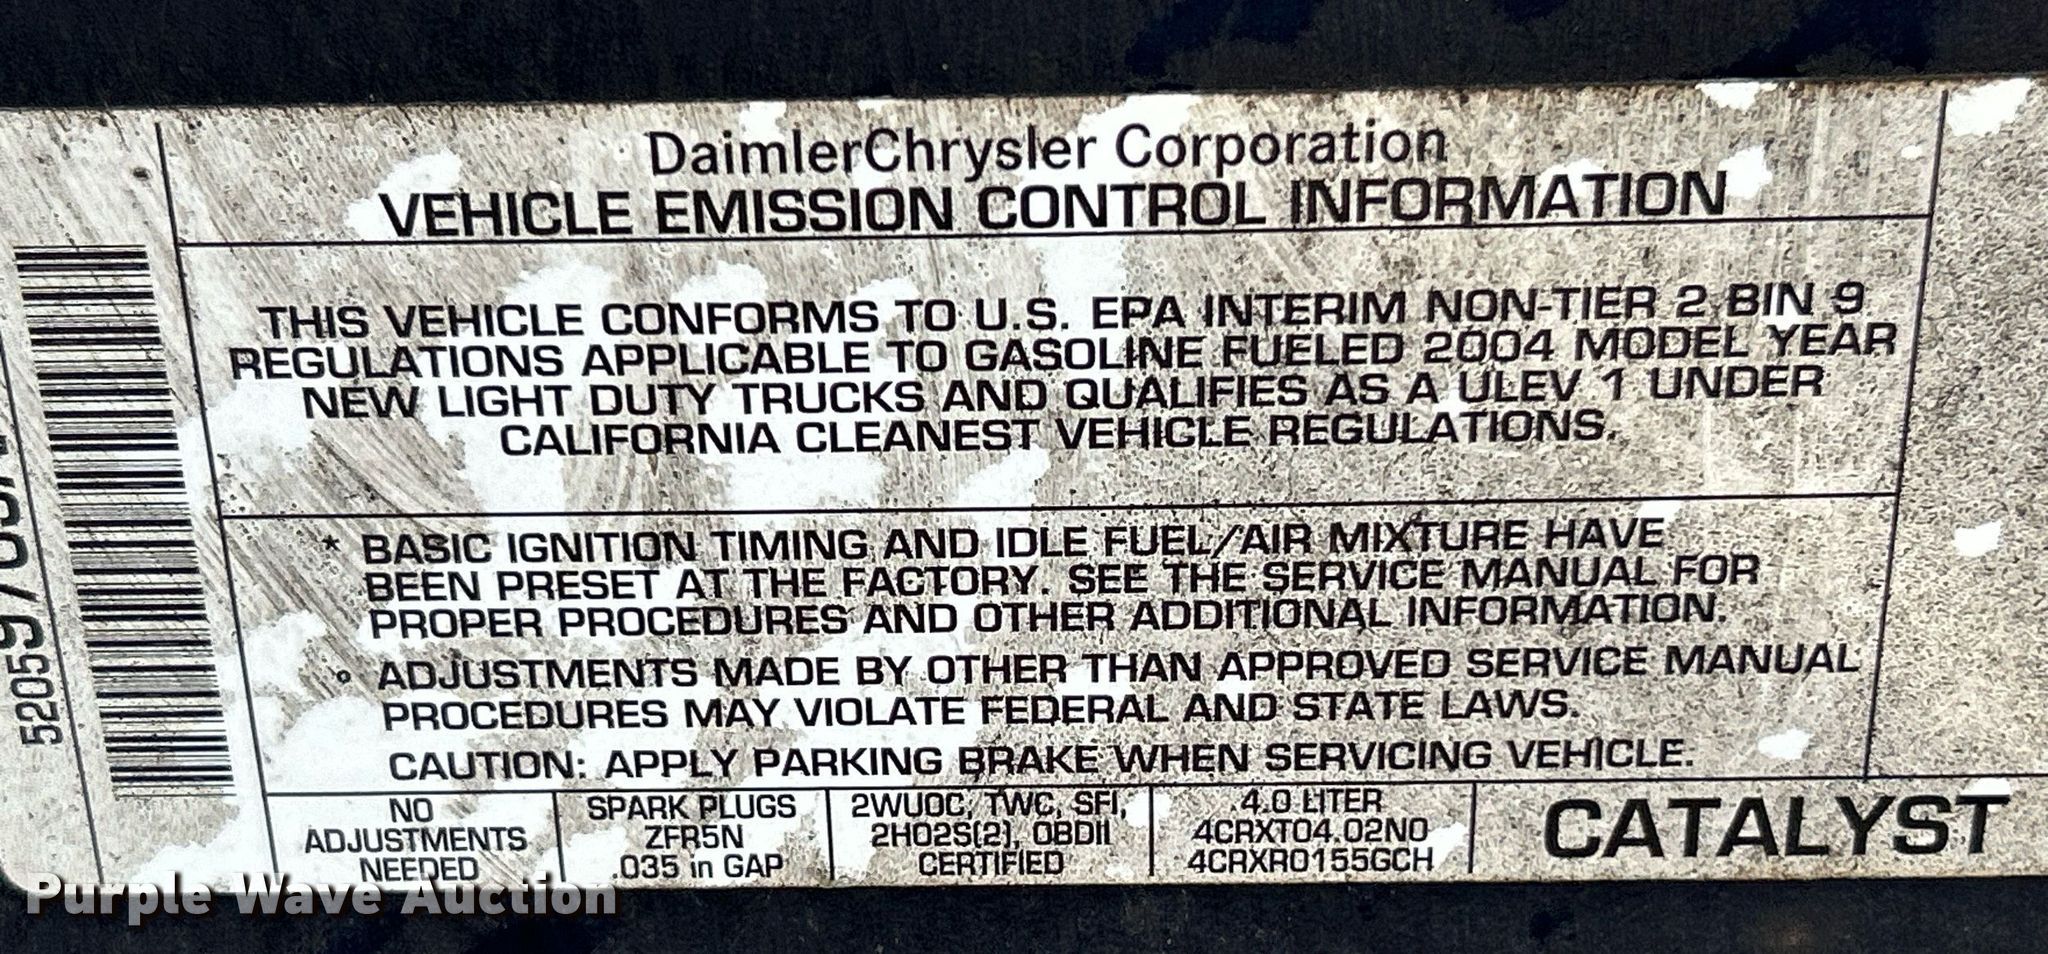 DaimlerChrysler Corporation
VEHICLE EMISSION CONTROL INFORMATION
THIS VEHICLE CONFORMS TO U.S. EPA INTERIM NON-TIER 2 BIN 9
REGULATIONS APPLICABLE TO GASOLINE FUELED 2004 MODEL YEAR
NEW LIGHT DUTY TRUCKS AND QUALIFIES AS A ULEV 1 UNDER
CALIFORNIA CLEANEST VEHICLE REGULATIONS.
* BASIC IGNITION TIMING AND IDLE FUEL/AIR MIXTURE HAVE
BEEN PRESET AT THE FACTORY. SEE THE SERVICE MANUAL FOR
PROPER PROCEDURES AND OTHER ADDITIONAL INFORMATION.
° ADJUSTMENTS MADE BY OTHER THAN APPROVED SERVICE MANUAL
PROCEDURES MAY VIOLATE FEDERAL AND STATE LAWS.
CAUTION: APPLY PARKING BRAKE WHEN SERVICING VEHICLE.
NO
ADJUSTMENTS
NEEDED
SPARK PLUGS
ZFR5N
.035 in GAP
2WUOC, TWC, SFI,
2HO2S(2), OBDII
CERTIFIED
4.0 LITER
4CRXT04.02N0
4CRXR0155GCH
CATALYST
Purple Wave Auction